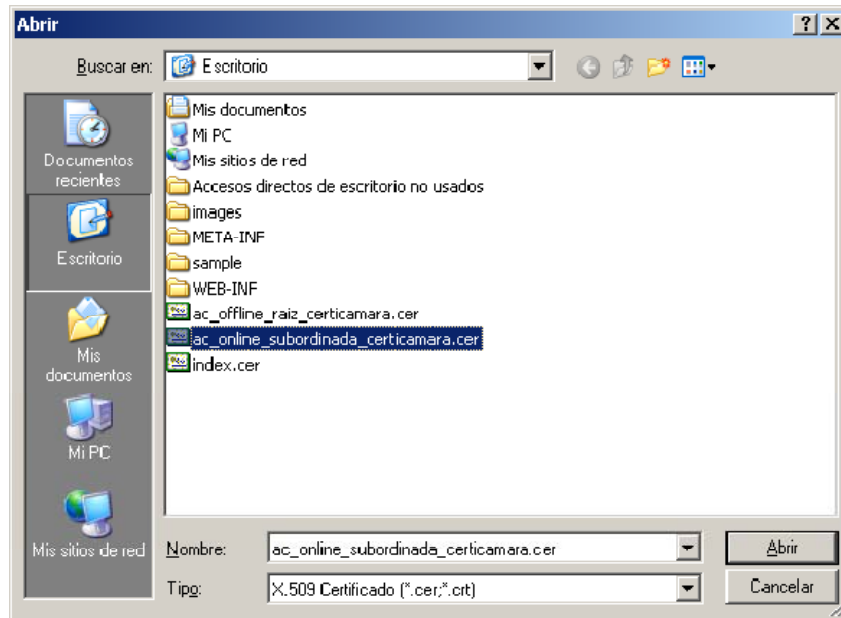 Abrir
Buscar en:
Escritorio
Documentos
recientes
Escritorio
Mis
documentos
Mi PC
Mis sitios de red
Mis documentos
Mi PC
Mis sitios de red
Accesos directos de escritorio no usados
images
META-INF
sample
WEB-INF
ac_offline_raiz_certicamara.cer
ac_online_subordinada_certicamara.cer
index.cer
Nombre:
ac_online_subordinada_certicamara.cer
Abrir
Tipo:
X.509 Certificado (*.cer;*.crt)
Cancelar